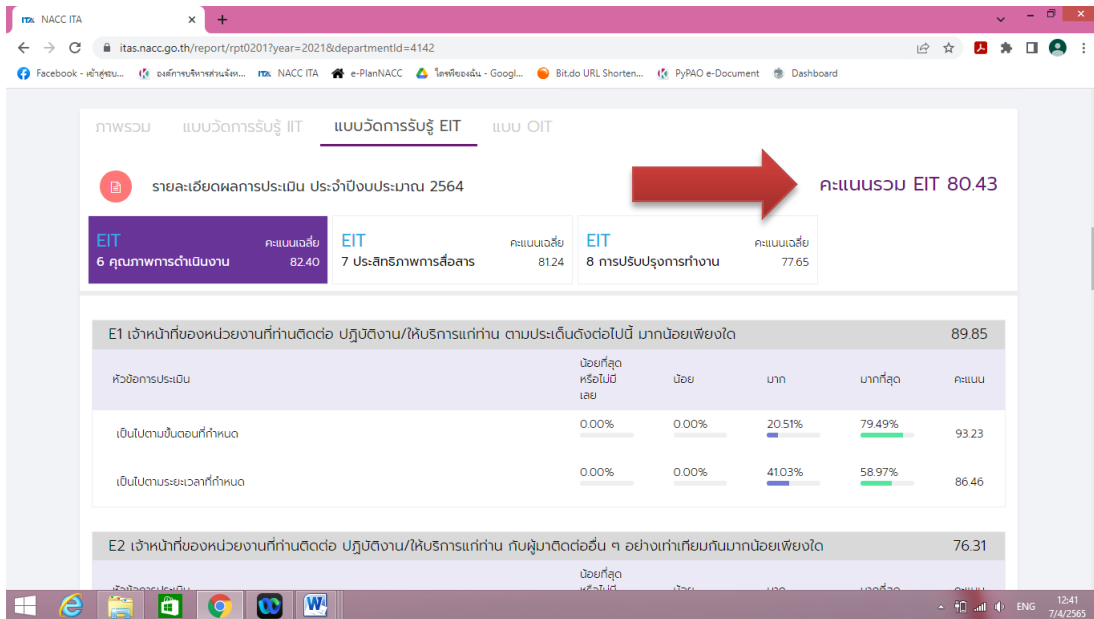 ITA NACC ITA
itas.nacc.go.th/report/rpt0201?year=2021&departmentId=4142
Facebook - เข้าสู่ระบ... องค์การบริหารส่วนจังห... ITA NACC ITA e-PlanNACC ไดรฟ์ของฉัน - Googl... Bit.do URL Shorten... PyPAO e-Document Dashboard
ภาพรวม แบบวัดการรับรู้ IIT แบบวัดการรับรู้ EIT แบบ OIT
รายละเอียดผลการประเมิน ประจำปีงบประมาณ 2564
คะแนนรวม EIT 80.43
EIT คะแนนเฉลี่ย EIT คะแนนเฉลี่ย EIT คะแนนเฉลี่ย
6 คุณภาพการดำเนินงาน 82.40 7 ประสิทธิภาพการสื่อสาร 81.24 8 การปรับปรุงการทำงาน 77.65
E1 เจ้าหน้าที่ของหน่วยงานที่ท่านติดต่อ ปฏิบัติงาน/ให้บริการแก่ท่าน ตามประเด็นดังต่อไปนี้ มากน้อยเพียงใด 89.85
หัวข้อการประเมิน น้อยที่สุด หรือไม่มี เลย น้อย มาก มากที่สุด คะแนน
เป็นไปตามขั้นตอนที่กำหนด 0.00% 0.00% 20.51% 79.49% 93.23
เป็นไปตามระยะเวลาที่กำหนด 0.00% 0.00% 41.03% 58.97% 86.46
E2 เจ้าหน้าที่ของหน่วยงานที่ท่านติดต่อ ปฏิบัติงาน/ให้บริการแก่ท่าน กับผู้มาติดต่ออื่น ๆ อย่างเท่าเทียมกันมากน้อยเพียงใด 76.31
น้อยที่สุด
ENG 12:41
7/4/2565